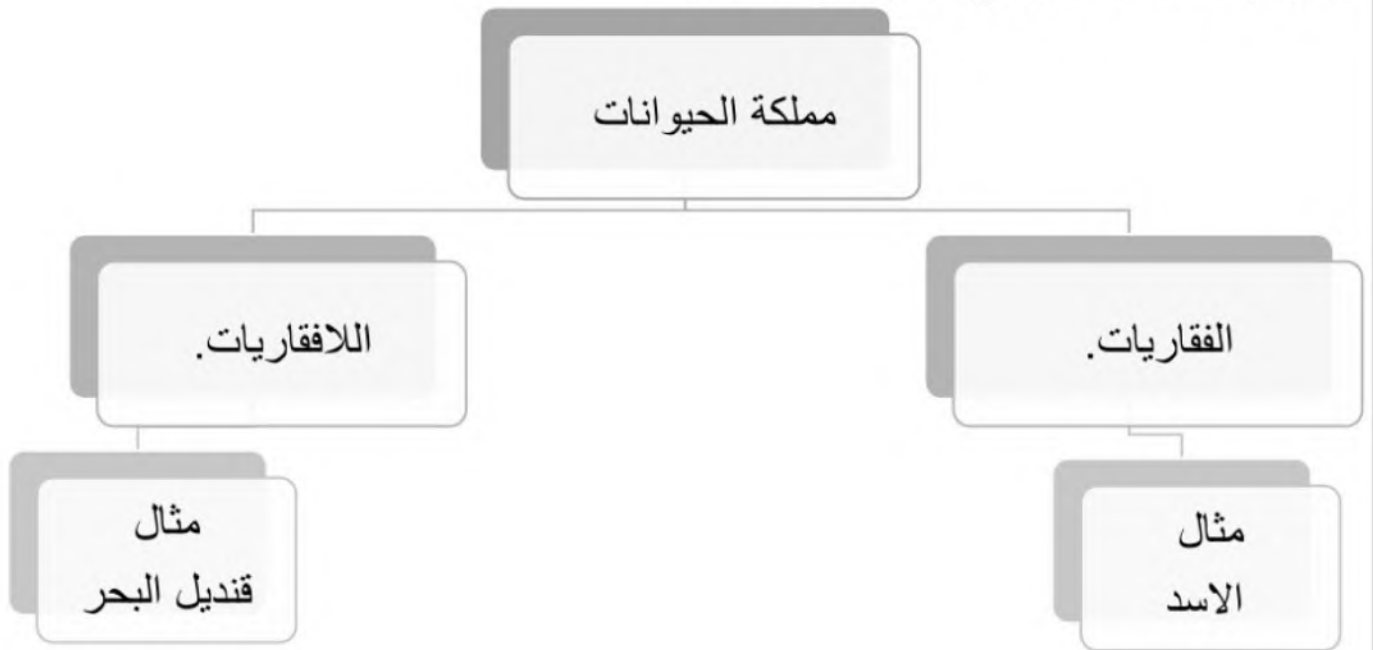 مملكة الحيوانات
الفقاريات.
اللافقاريات.
مثال
الاسد
مثال
قنديل البحر